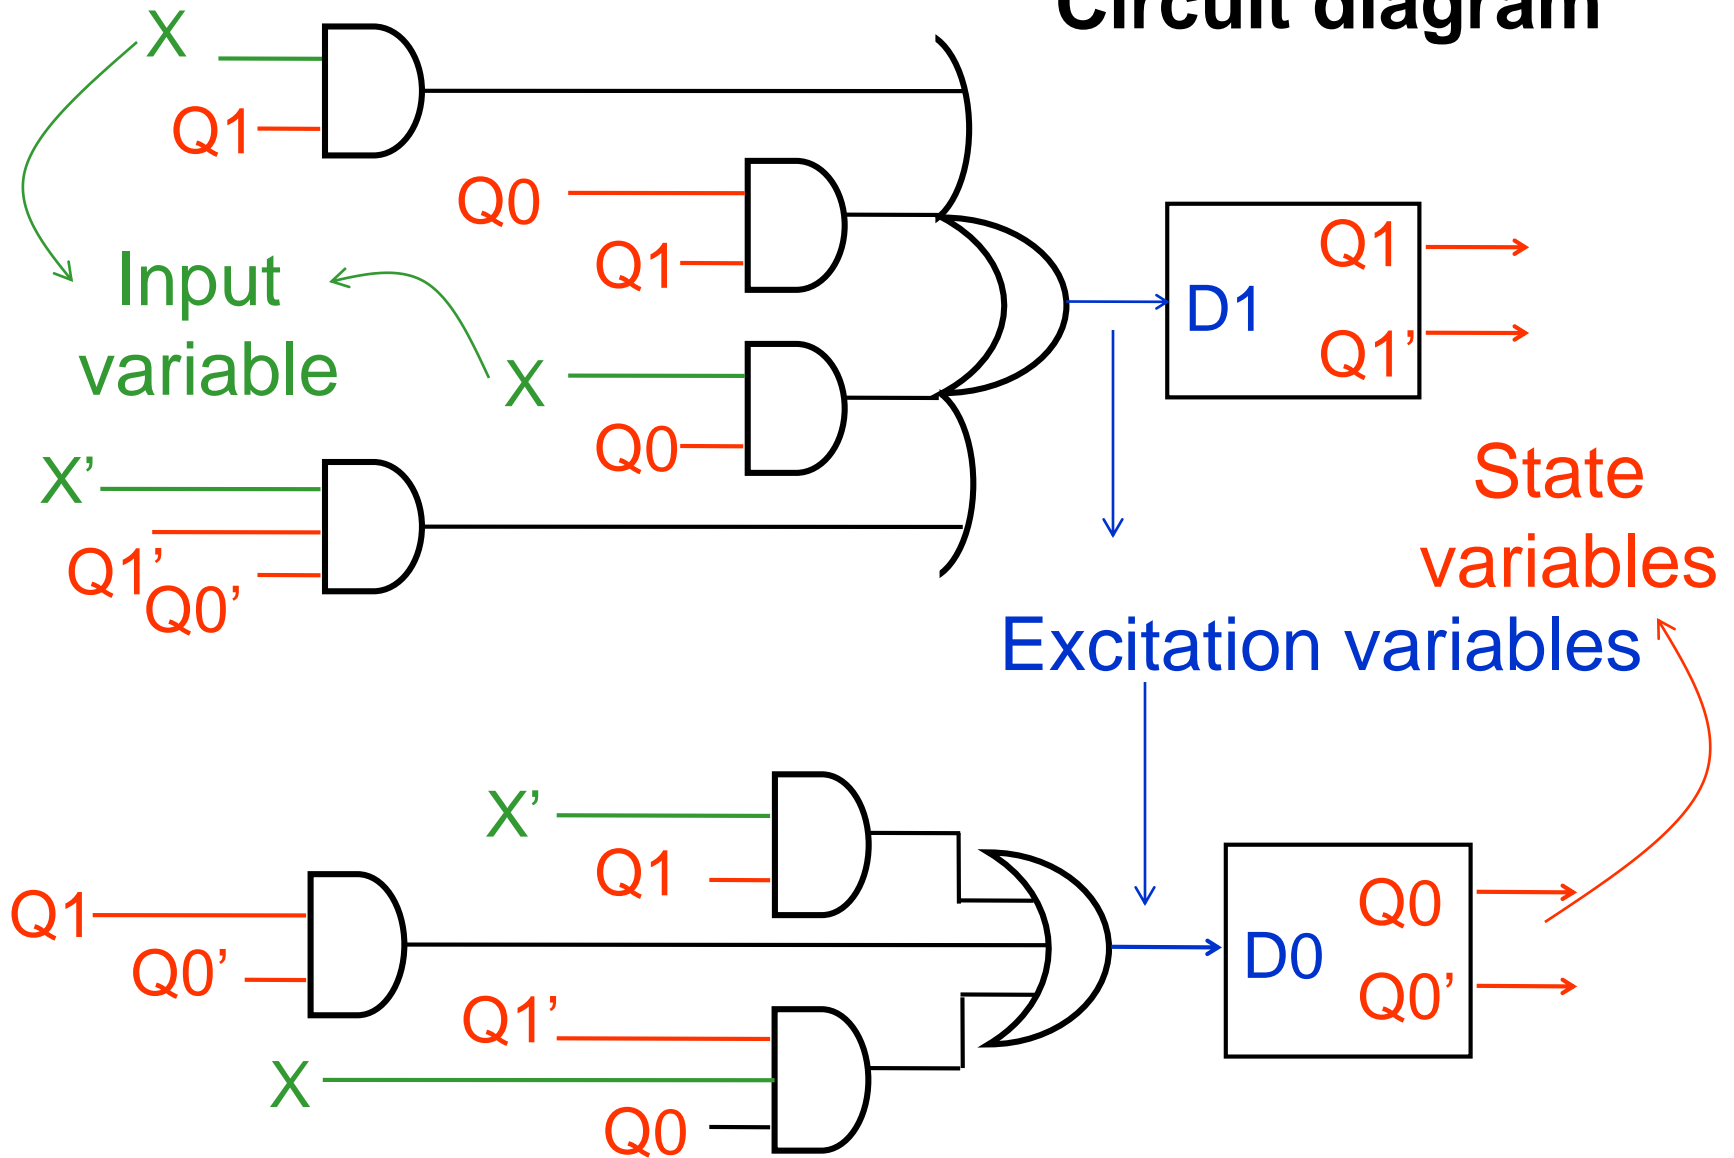 Circuit diagram
X
Q1
Q0
Q1
Input
variable
X
Q0
X’
Q1’
Q0’
D1
Q1
Q1’
State
variables
Excitation variables
X’
Q1
Q1
Q0’
Q1’
X
Q0
D0
Q0
Q0’